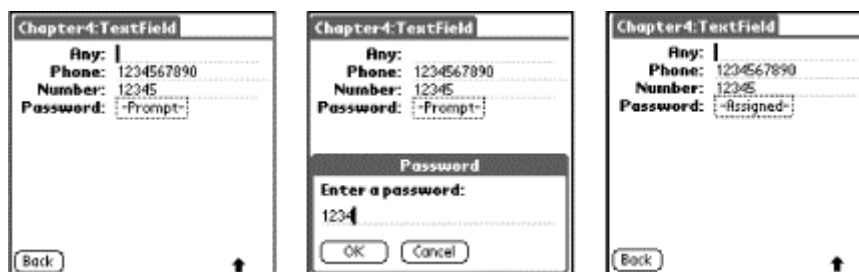 Chapter4:TextField
Any:
Phone: 1234567890
Number: 12345
Password: -Prompt-
Back
Chapter4:TextField
Any:
Phone: 1234567890
Number: 12345
Password: -Prompt-
Password
Enter a password:
1234
OK Cancel
Chapter4:TextField
Any:
Phone: 1234567890
Number: 12345
Password: -Assigned-
Back